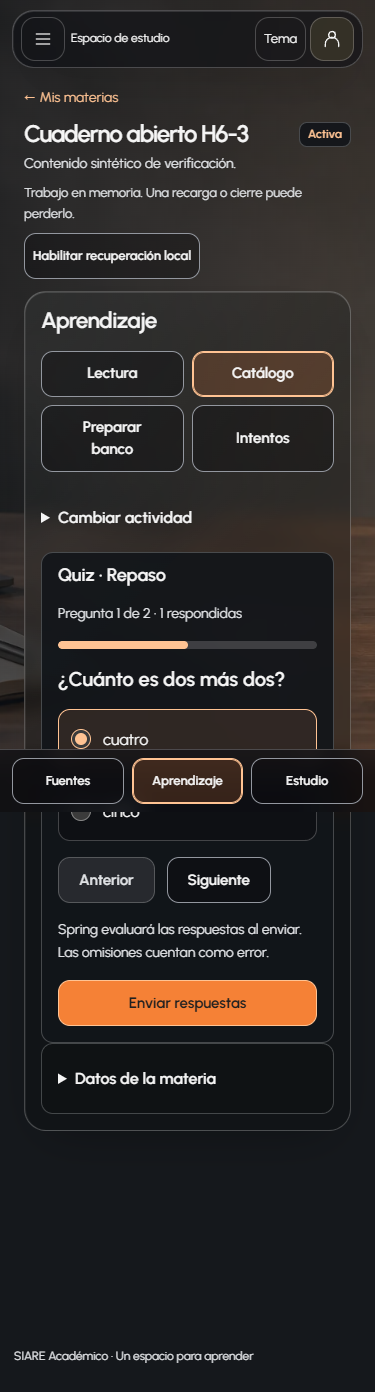 Espacio de estudio
Tema
← Mis materias
Cuaderno abierto H6-3
Activa
Contenido sintético de verificación.
Trabajo en memoria. Una recarga o cierre puede
perderlo.
Habilitar recuperación local
Aprendizaje
Lectura
Catálogo
Preparar
banco
Intentos
Cambiar actividad
Quiz · Repaso
Pregunta 1 de 2 · 1 respondidas
¿Cuánto es dos más dos?
cuatro
Fuentes
Aprendizaje
Estudio
cinco
Anterior
Siguiente
Spring evaluará las respuestas al enviar.
Las omisiones cuentan como error.
Enviar respuestas
Datos de la materia
SIARE Académico · Un espacio para aprender